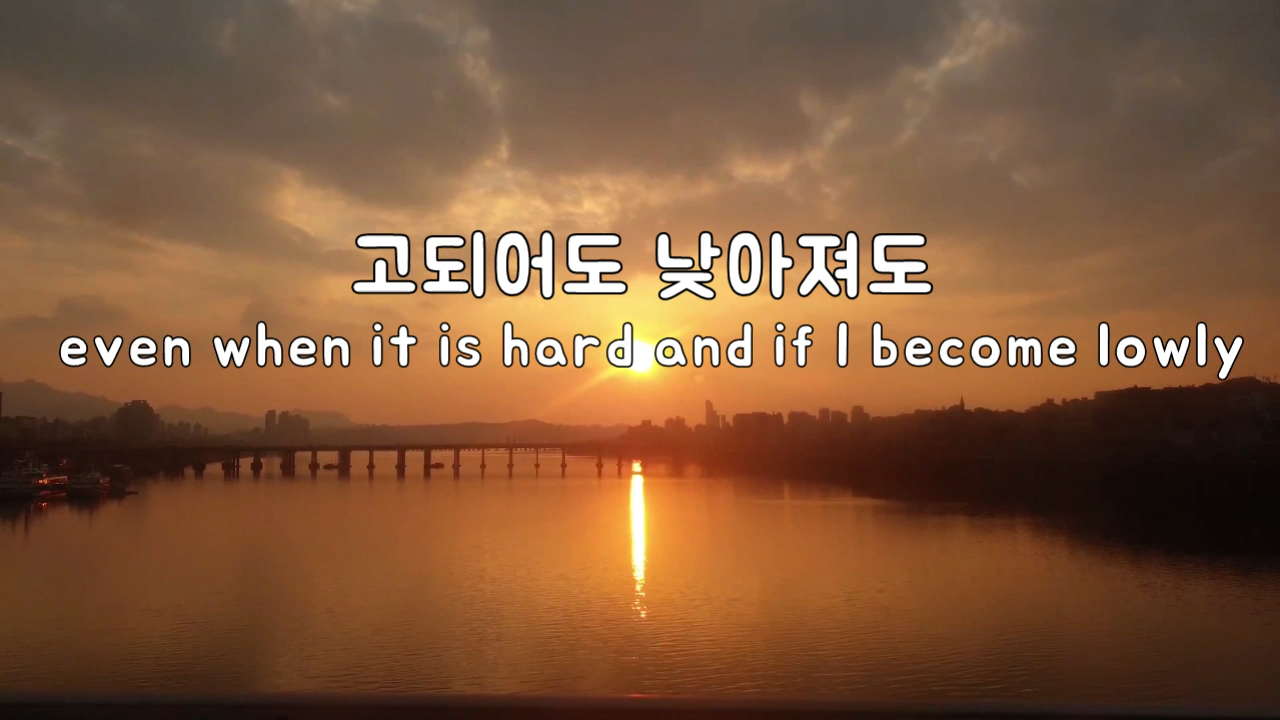 고되어도 낮아져도
even when it is hard and if I become lowly